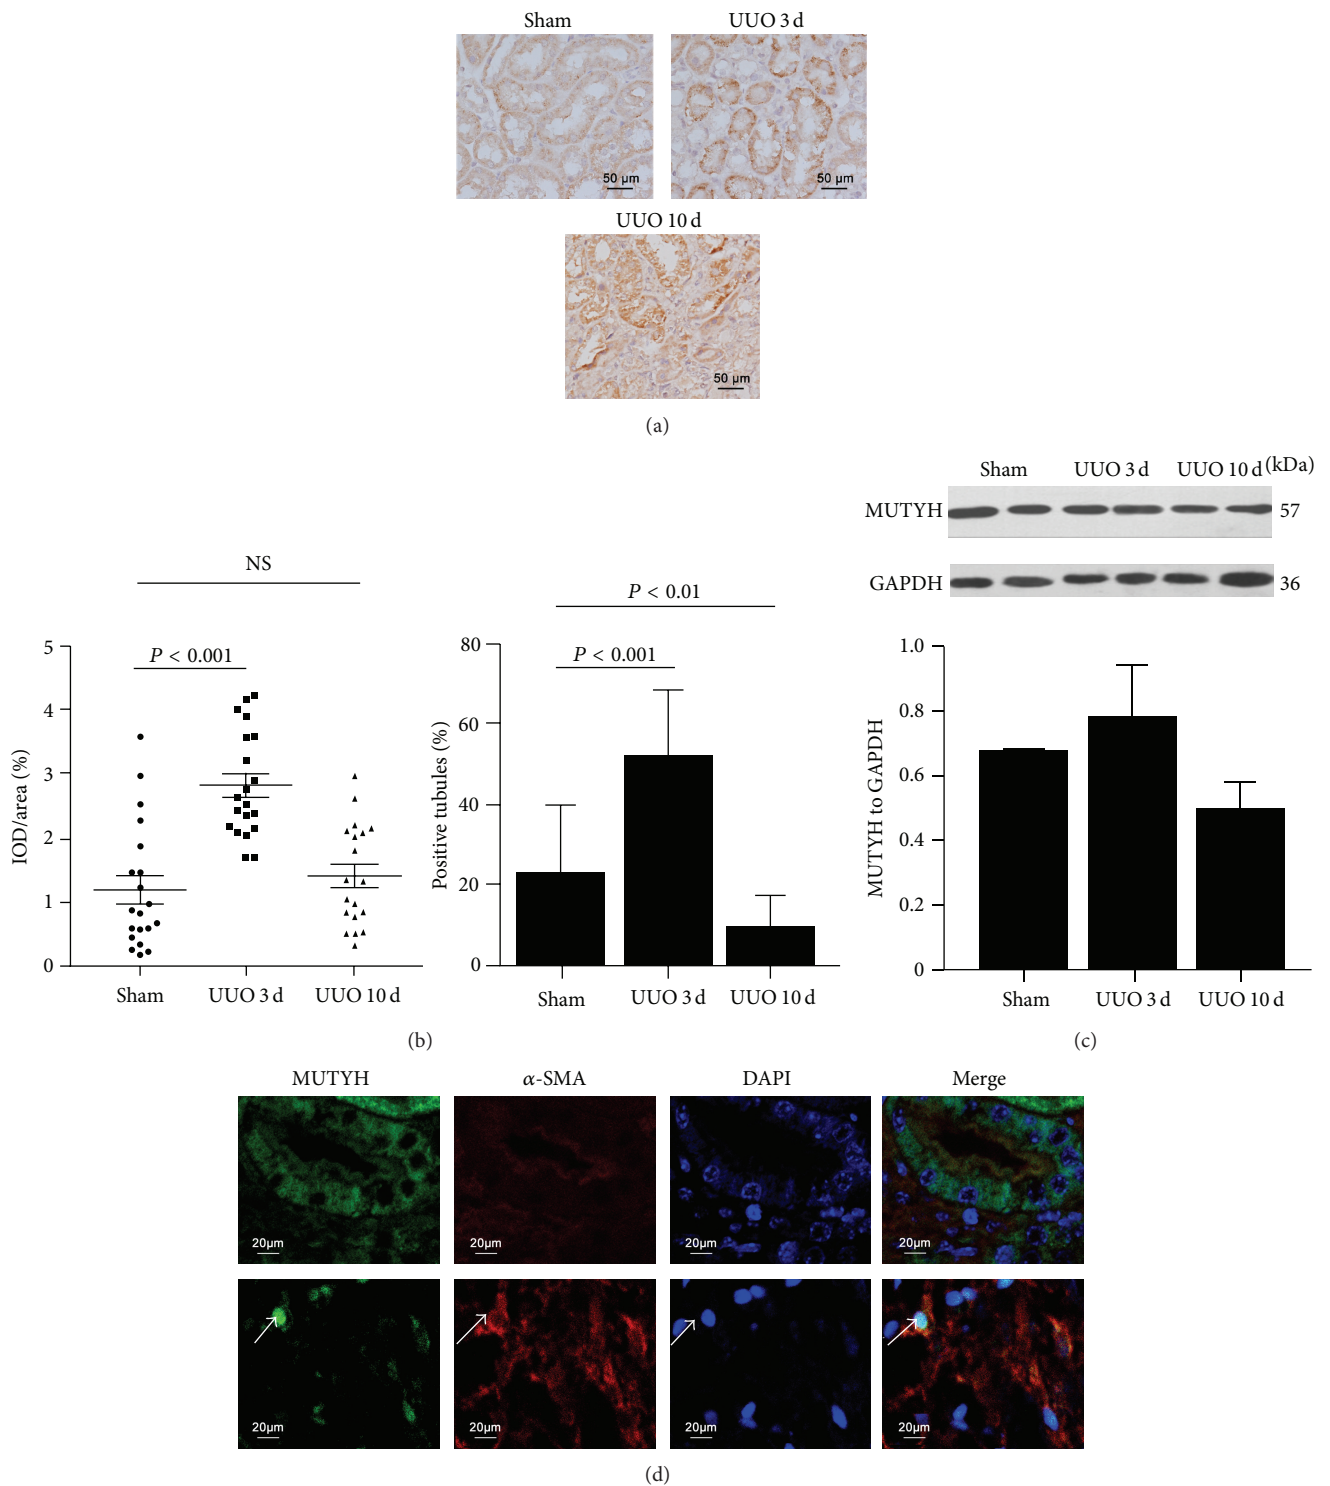 Sham
UUO 3 d
50 µm
50 µm
UUO 10 d
50 µm
(a)
Sham
UUO 3 d
UUO 10 d
(kDa)
MUTYH
57
GAPDH
36
NS
P < 0.001
5
4
3
2
1
0
IOD/area (%)
Sham
UUO 3 d
UUO 10 d
P < 0.01
P < 0.001
80
60
40
20
0
Positive tubules (%)
Sham
UUO 3 d
UUO 10 d
(b)
1.0
0.8
0.6
0.4
0.2
0
MUTYH to GAPDH
Sham
UUO 3 d
UUO 10 d
(c)
MUTYH
α-SMA
DAPI
Merge
20µm
20µm
20µm
20µm
20µm
20µm
20µm
20µm
(d)